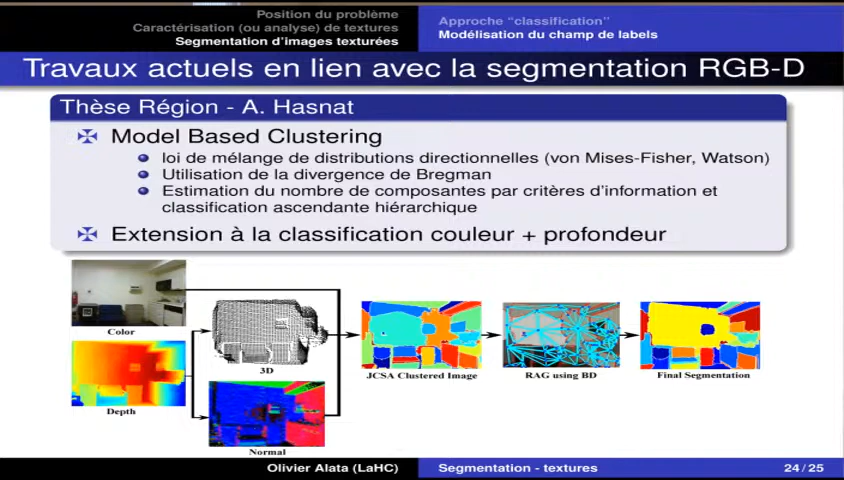 Position du problème
Caractérisation (ou analyse) de textures
Segmentation d'images texturées
Approche "classification"
Modélisation du champ de labels
Travaux actuels en lien avec la segmentation RGB-D
Thèse Région - A. Hasnat
Model Based Clustering
loi de mélange de distributions directionnelles (von Mises-Fisher, Watson)
Utilisation de la divergence de Bregman
Estimation du nombre de composantes par critères d'information et
classification ascendante hiérarchique
Extension à la classification couleur + profondeur
Color
Depth
3D
Normal
JCSA Clustered Image
RAG using BD
Final Segmentation
Olivier Alata (LaHC)
Segmentation - textures
24 / 25